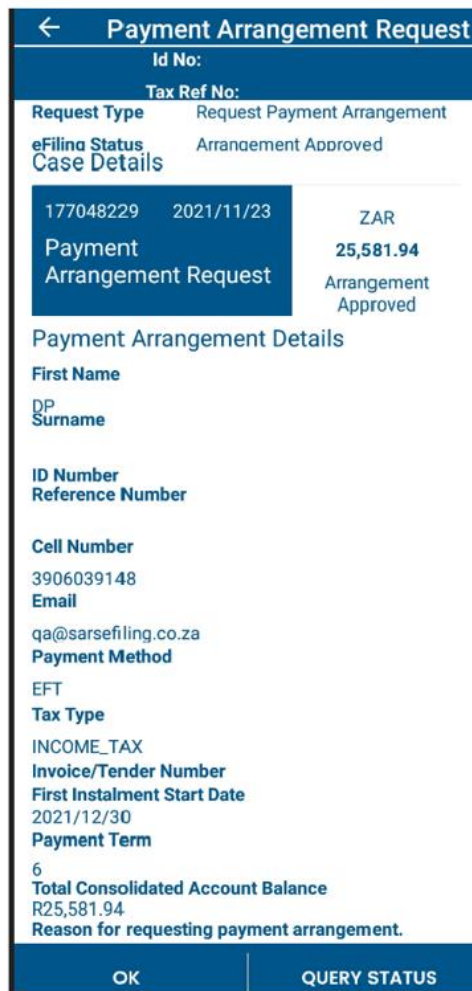 Payment Arrangement Request
Id No:
Tax Ref No:
Request Type Request Payment Arrangement
eFiling Status Arrangement Approved
Case Details
177048229 2021/11/23
Payment
Arrangement Request
ZAR
25,581.94
Arrangement
Approved
Payment Arrangement Details
First Name
DP
Surname
ID Number
Reference Number
Cell Number
3906039148
Email
qa@sarsefiling.co.za
Payment Method
EFT
Tax Type
INCOME_TAX
Invoice/Tender Number
First Instalment Start Date
2021/12/30
Payment Term
6
Total Consolidated Account Balance
R25,581.94
Reason for requesting payment arrangement.
OK QUERY STATUS